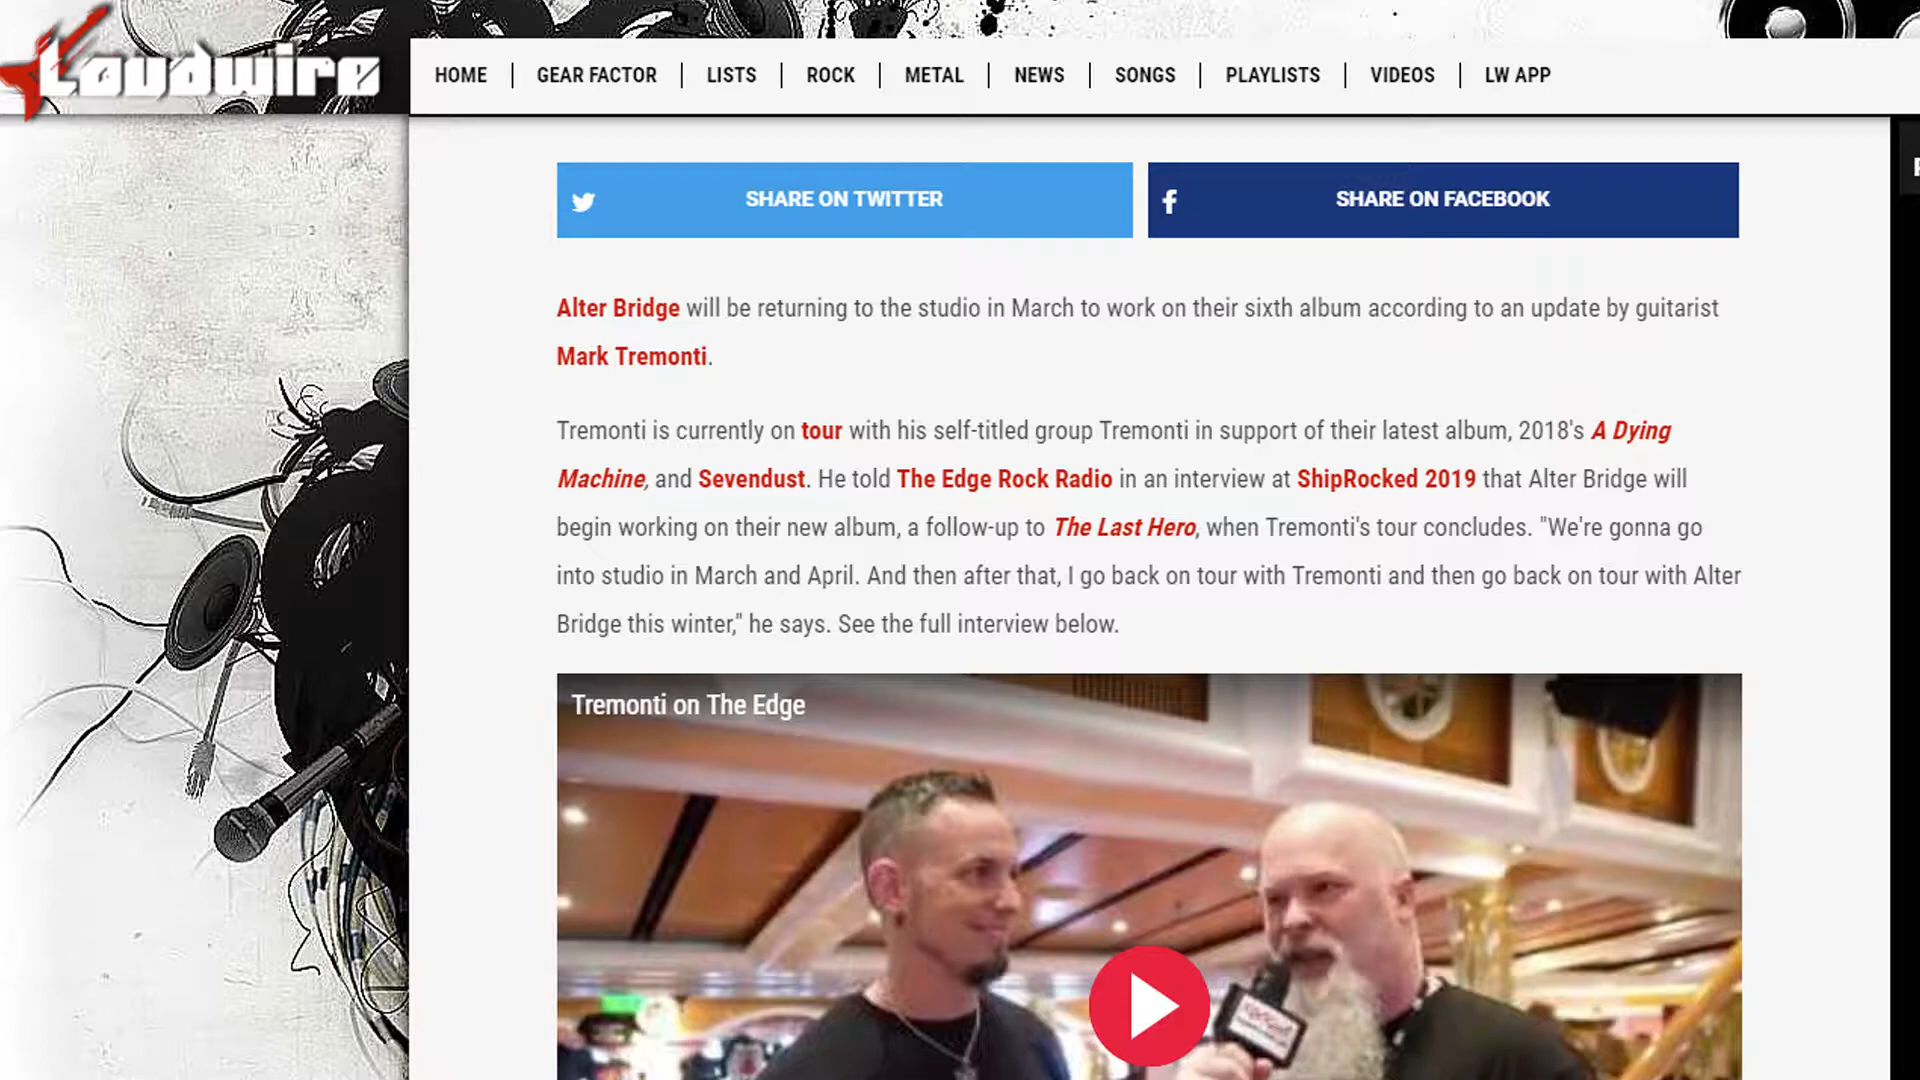 Loudwire
HOME | GEAR FACTOR | LISTS | ROCK | METAL | NEWS | SONGS | PLAYLISTS | VIDEOS | LW APP
SHARE ON TWITTER
SHARE ON FACEBOOK
Alter Bridge will be returning to the studio in March to work on their sixth album according to an update by guitarist
Mark Tremonti.
Tremonti is currently on tour with his self-titled group Tremonti in support of their latest album, 2018's A Dying
Machine, and Sevendust. He told The Edge Rock Radio in an interview at ShipRocked 2019 that Alter Bridge will
begin working on their new album, a follow-up to The Last Hero, when Tremonti's tour concludes. "We're gonna go
into studio in March and April. And then after that, I go back on tour with Tremonti and then go back on tour with Alter
Bridge this winter," he says. See the full interview below.
Tremonti on The Edge